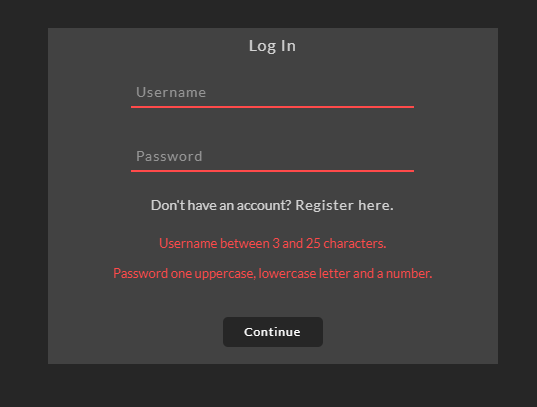 Log In
Username
Password
Don't have an account? Register here.
Username between 3 and 25 characters.
Password one uppercase, lowercase letter and a number.
Continue